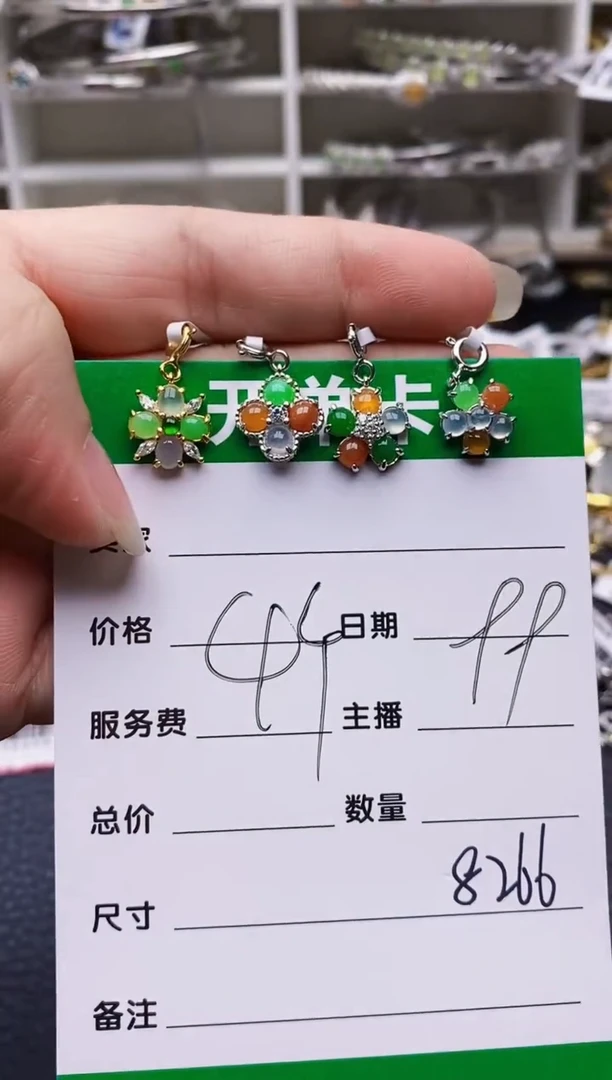 开单卡
价格 日期
服务费 主播
总价 数量
8266
尺寸
备注